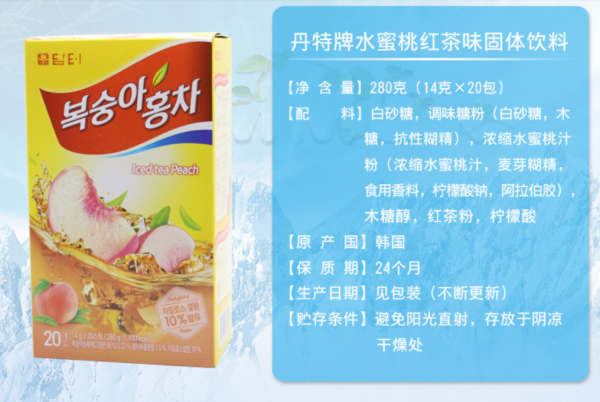 담터
복숭아
홍차
Iced tea Peach
10%
20
丹特牌水蜜桃红茶味固体饮料
【净 含 量】280克（14克×20包）
【配 料】白砂糖，调味糖粉（白砂糖，木
糖，抗性糊精），浓缩水蜜桃汁
粉（浓缩水蜜桃汁，麦芽糊精，
食用香料，柠檬酸钠，阿拉伯胶），
木糖醇，红茶粉，柠檬酸
【原 产 国】韩国
【保 质 期】24个月
【生产日期】见包装（不断更新）
【贮存条件】避免阳光直射，存放于阴凉
干燥处